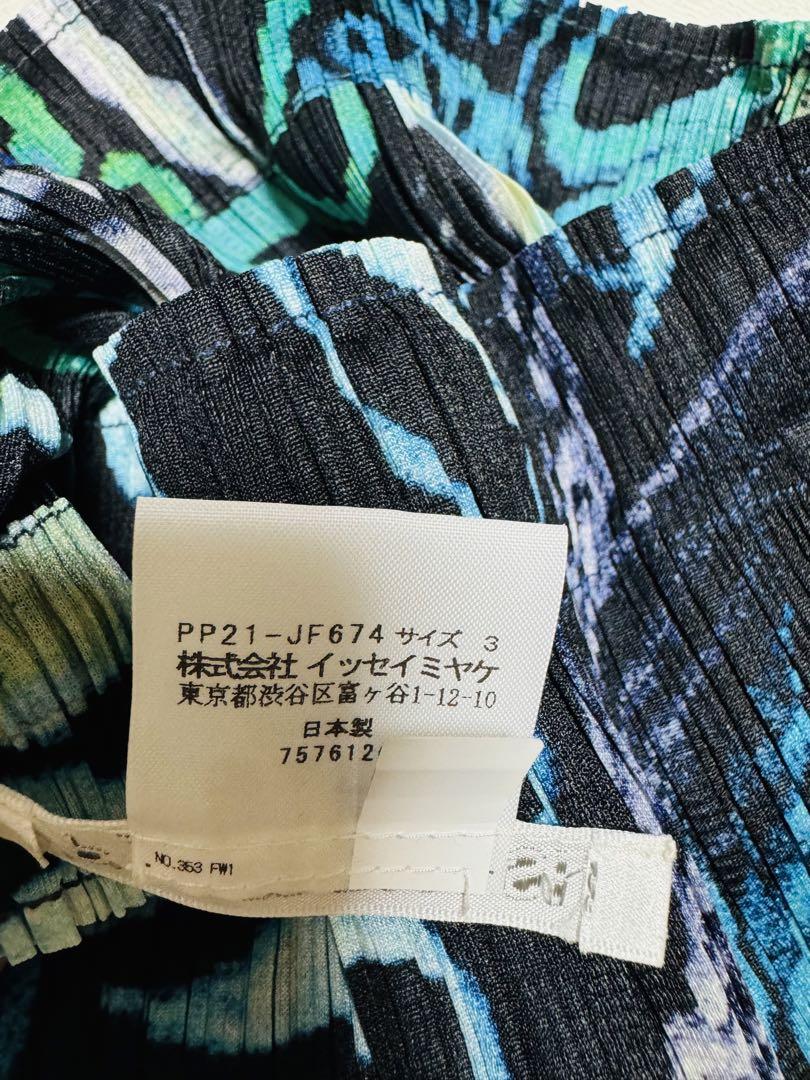 PP21-JF674 サイズ 3
株式会社 イッセイミヤケ
東京都渋谷区富ヶ谷1-12-10
日本製
757612
NO.353 FW1